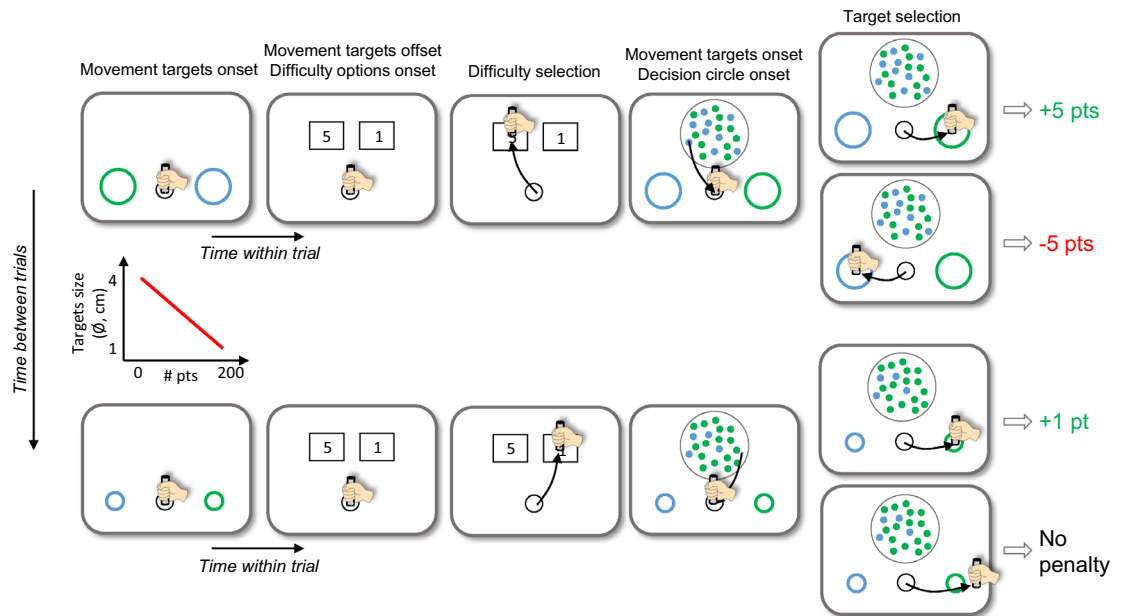 Target selection
Movement targets offset
Movement targets onset
Movement targets onset
Difficulty options onset
Difficulty selection
Decision circle onset
5
1
5
1
+5 pts
-5 pts
Time within trial
Time between trials
Targets size
(Ø, cm)
4
1
0
# pts
200
5
1
5
1
+1 pt
No
penalty
Time within trial